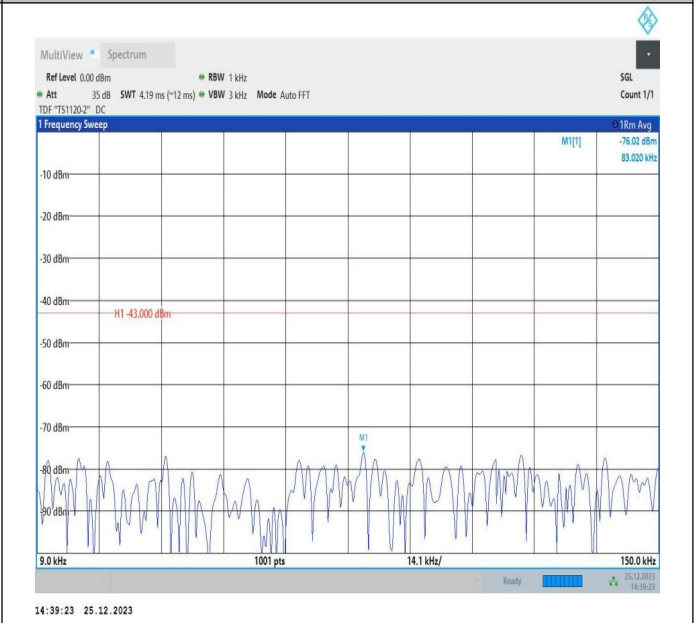 R S
MultiView Spectrum
Ref Level 0.00 dBm RBW 1 kHz SGL
Att 35 dB SWT 4.19 ms (~12 ms) VBW 3 kHz Mode Auto FFT Count 1/1
TDF "TS1120-2" DC
1 Frequency Sweep 1Rm Avg
M1[1] -76.02 dBm
83.020 kHz
-10 dBm
-20 dBm
-30 dBm
-40 dBm
H1 -43.000 dBm
-50 dBm
-60 dBm
-70 dBm
M1
-80 dBm
-90 dBm
9.0 kHz 1001 pts 14.1 kHz/ 150.0 kHz
Ready 25.12.2023
14:39:23
14:39:23 25.12.2023